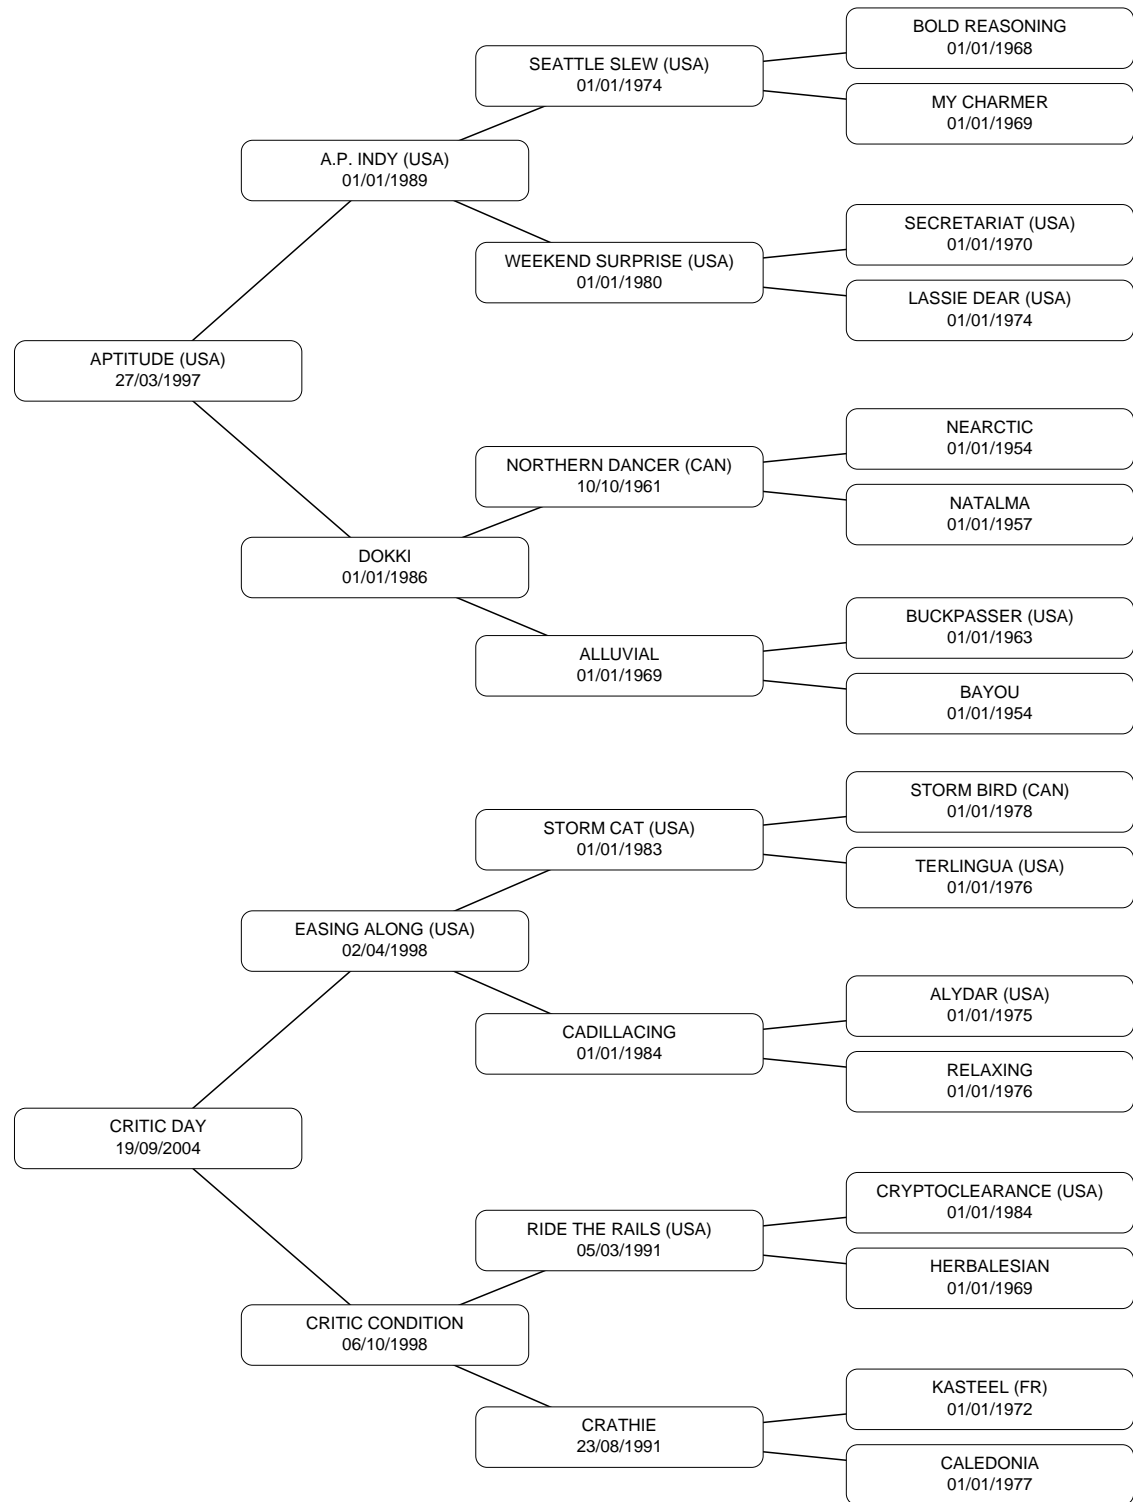 BOLD REASONING
01/01/1968
SEATTLE SLEW (USA)
01/01/1974
MY CHARMER
01/01/1969
A.P. INDY (USA)
01/01/1989
SECRETARIAT (USA)
01/01/1970
WEEKEND SURPRISE (USA)
01/01/1980
LASSIE DEAR (USA)
01/01/1974
APTITUDE (USA)
27/03/1997
NEARCTIC
01/01/1954
NORTHERN DANCER (CAN)
10/10/1961
NATALMA
01/01/1957
DOKKI
01/01/1986
BUCKPASSER (USA)
01/01/1963
ALLUVIAL
01/01/1969
BAYOU
01/01/1954
STORM BIRD (CAN)
01/01/1978
STORM CAT (USA)
01/01/1983
TERLINGUA (USA)
01/01/1976
EASING ALONG (USA)
02/04/1998
ALYDAR (USA)
01/01/1975
CADILLACING
01/01/1984
RELAXING
01/01/1976
CRITIC DAY
19/09/2004
CRYPTOCLEARANCE (USA)
01/01/1984
RIDE THE RAILS (USA)
05/03/1991
HERBALESIAN
01/01/1969
CRITIC CONDITION
06/10/1998
KASTEEL (FR)
01/01/1972
CRATHIE
23/08/1991
CALEDONIA
01/01/1977